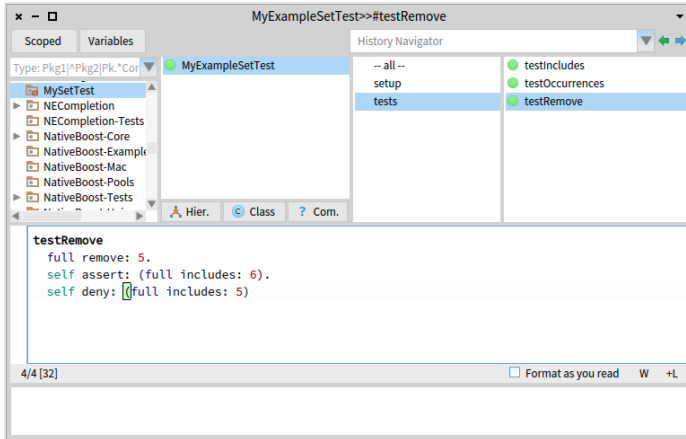 MyExampleSetTest>>#testRemove
Scoped Variables
History Navigator
Type: Pkg1|^Pkg2|Pk.*Cor
MySetTest
NECompletion
NECompletion-Tests
NativeBoost-Core
NativeBoost-Example
NativeBoost-Mac
NativeBoost-Pools
NativeBoost-Tests
MyExampleSetTest
Hier. C Class ? Com.
-- all --
setup
tests
testIncludes
testOccurrences
testRemove
testRemove
full remove: 5.
self assert: (full includes: 6).
self deny: (full includes: 5)
4/4 [32] Format as you read W +L